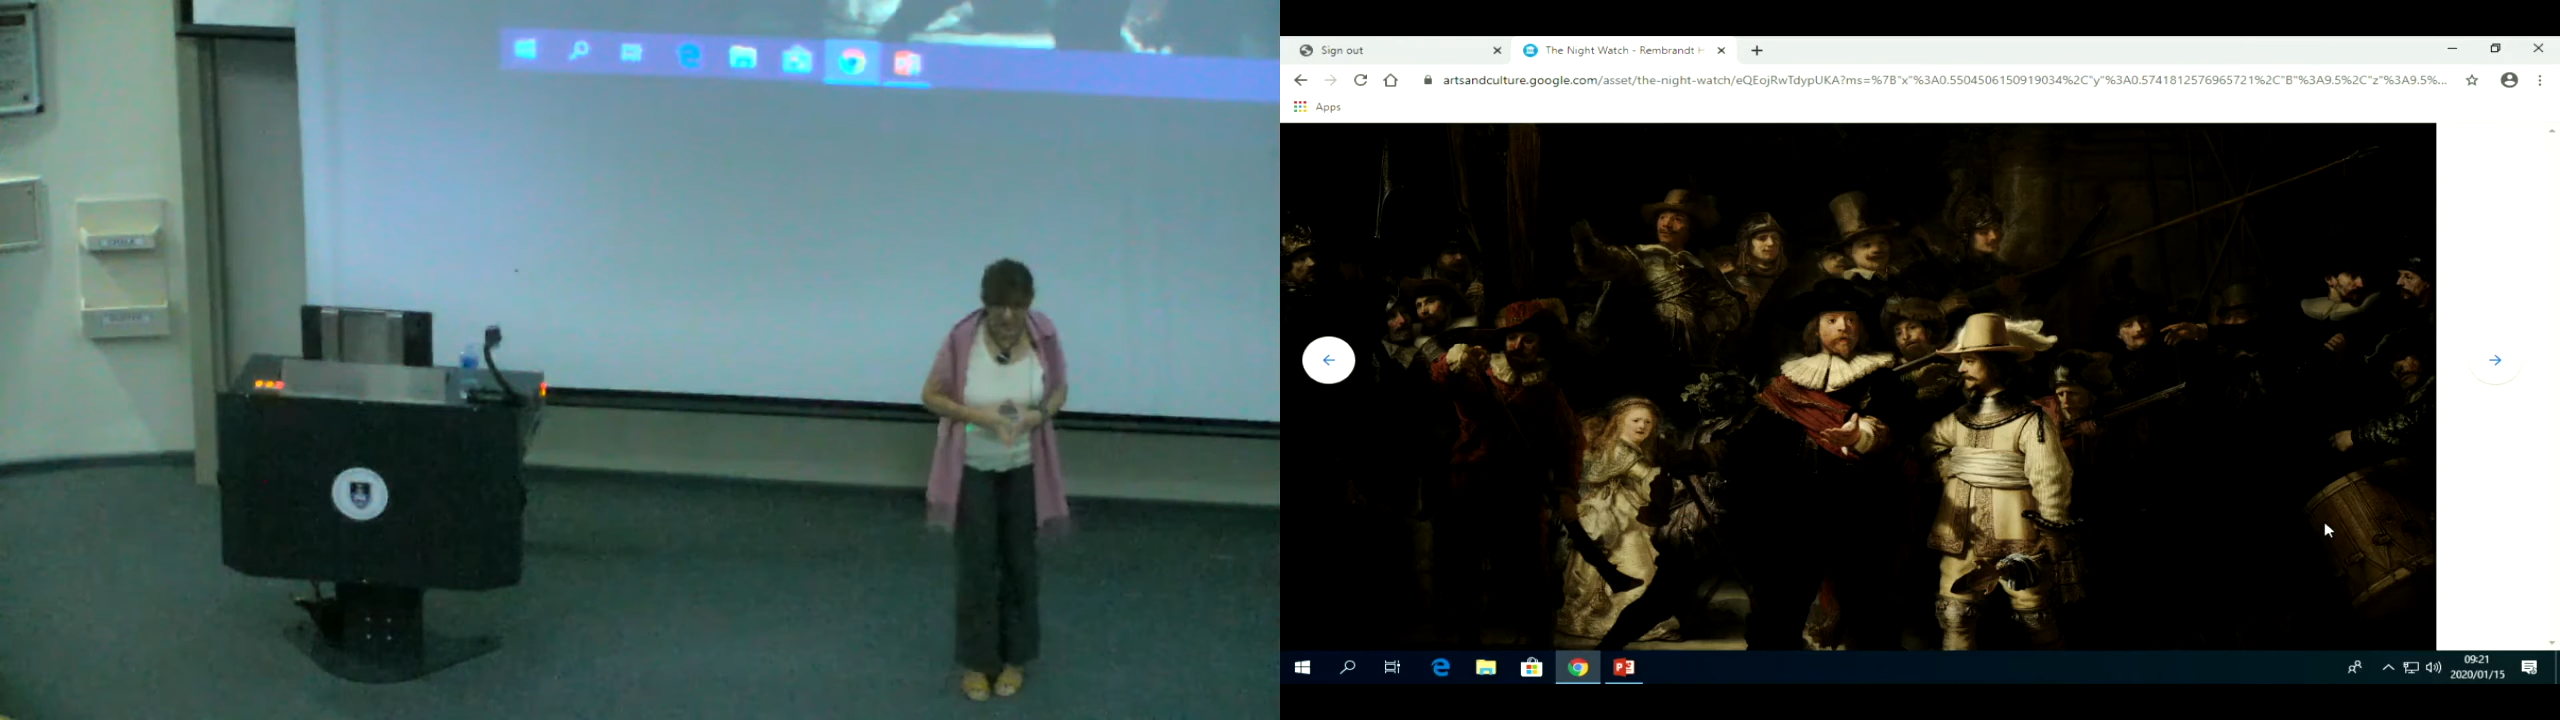 Sign out
The Night Watch - Rembrandt H
artsandculture.google.com/asset/the-night-watch/eQEojRwTdypUKA?ms=%7B"x"%3A0.5504506150919034%2C"y"%3A0.5741812576965721%2C"B"%3A9.5%2C"z"%3A9.5%...
Apps
09:21
2020/01/15